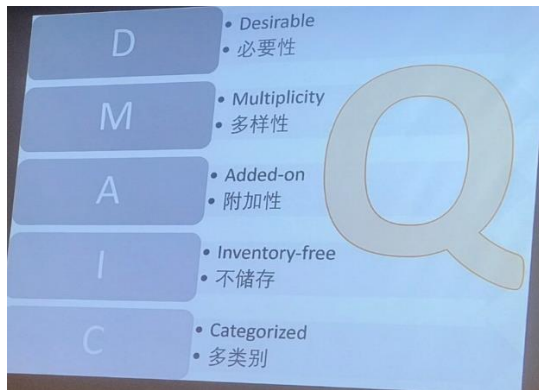 D
• Desirable
• 必要性
M
• Multiplicity
• 多样性
A
• Added-on
• 附加性
I
• Inventory-free
• 不储存
C
• Categorized
• 多类别
Q